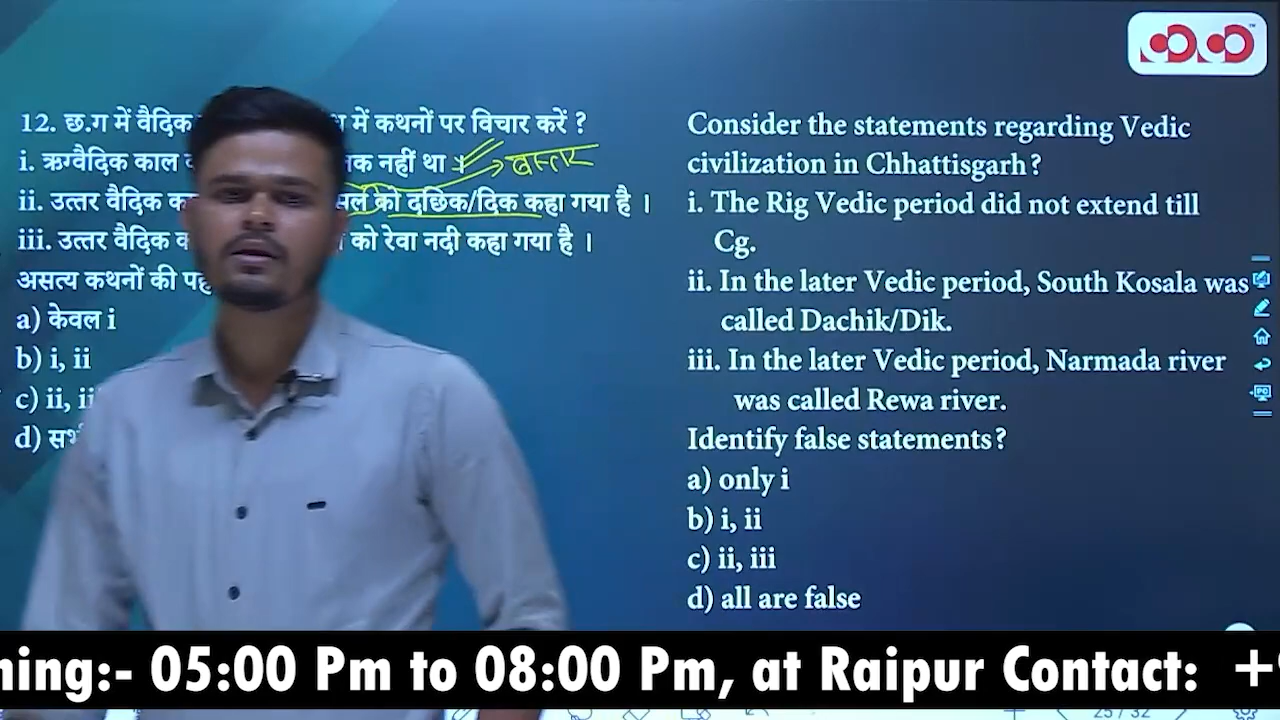 12. छ.ग में वैदिक में कथनों पर विचार करें ?
i. ऋग्वैदिक काल नहीं था
बस्तर
ii. उत्तर वैदिक को दछिक/दिक कहा गया है ।
iii. उत्तर वैदिक को रेवा नदी कहा गया है ।
असत्य कथनों की
a) केवल i
b) i, ii
c) ii,
d)
Consider the statements regarding Vedic
civilization in Chhattisgarh?
i. The Rig Vedic period did not extend till
Cg.
ii. In the later Vedic period, South Kosala was
called Dachik/Dik.
iii. In the later Vedic period, Narmada river
was called Rewa river.
Identify false statements?
a) only i
b) i, ii
c) ii, iii
d) all are false
:- 05:00 Pm to 08:00 Pm, at Raipur Contact: +
25 / 32